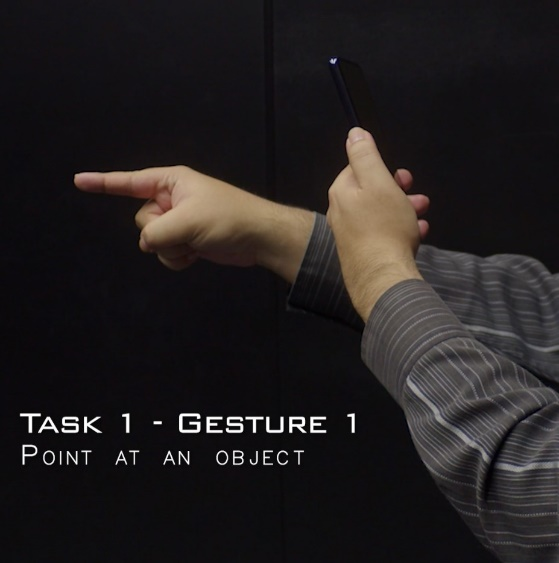 Task 1 - Gesture 1
Point at an object